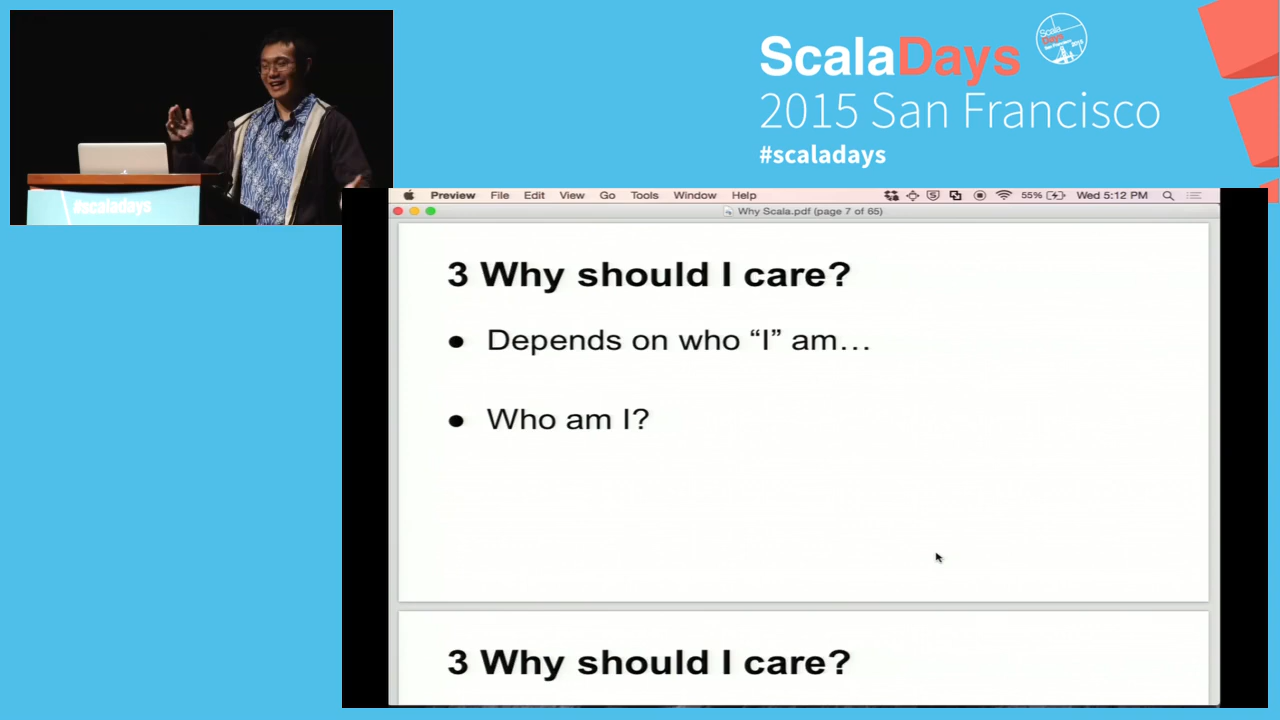 ScalaDays
2015 San Francisco
#scaladays
#scaladays
Preview File Edit View Go Tools Window Help 55% Wed 5:12 PM
Why Scala.pdf (page 7 of 65)
3 Why should I care?
● Depends on who “I” am…
● Who am I?
3 Why should I care?